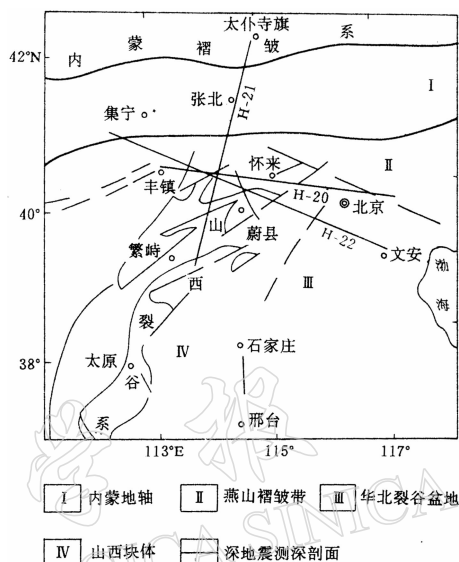 太仆寺旗
内 蒙 褶 皱 系
42°N
I
集宁
张北
H-21
怀来
II
丰镇
H-20
北京
40°
山
蔚县
H-22
文安
繁峙
西
III
渤
海
裂
IV
石家庄
38°
太原
谷
邢台
系
113°E 115° 117°
I 内蒙地轴 II 燕山褶皱带 III 华北裂谷盆地
IV 山西块体 深地震测深剖面
学报
CA SINICA